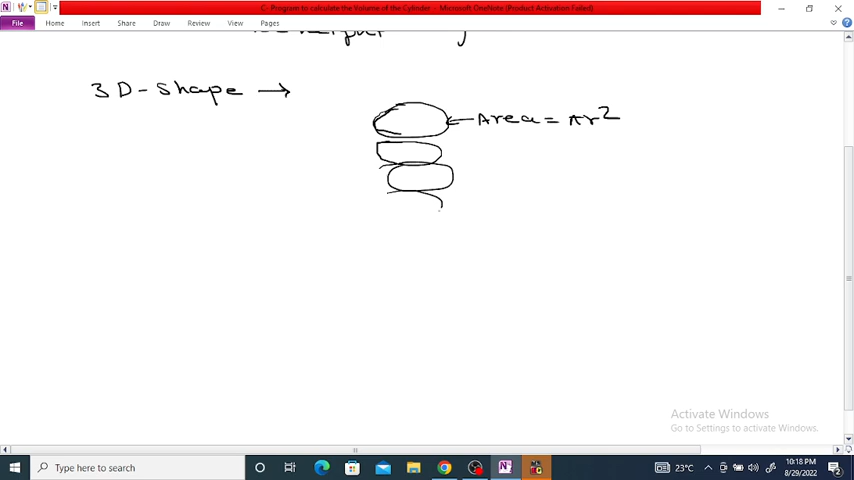 C- Program to calculate the Volume of the Cylinder - Microsoft OneNote (Product Activation Failed)
File Home Insert Share Draw Review View Pages
3D-Shape →
Area = πr²
Activate Windows
Go to Settings to activate Windows.
Type here to search
23°C
10:18 PM
8/29/2022
2